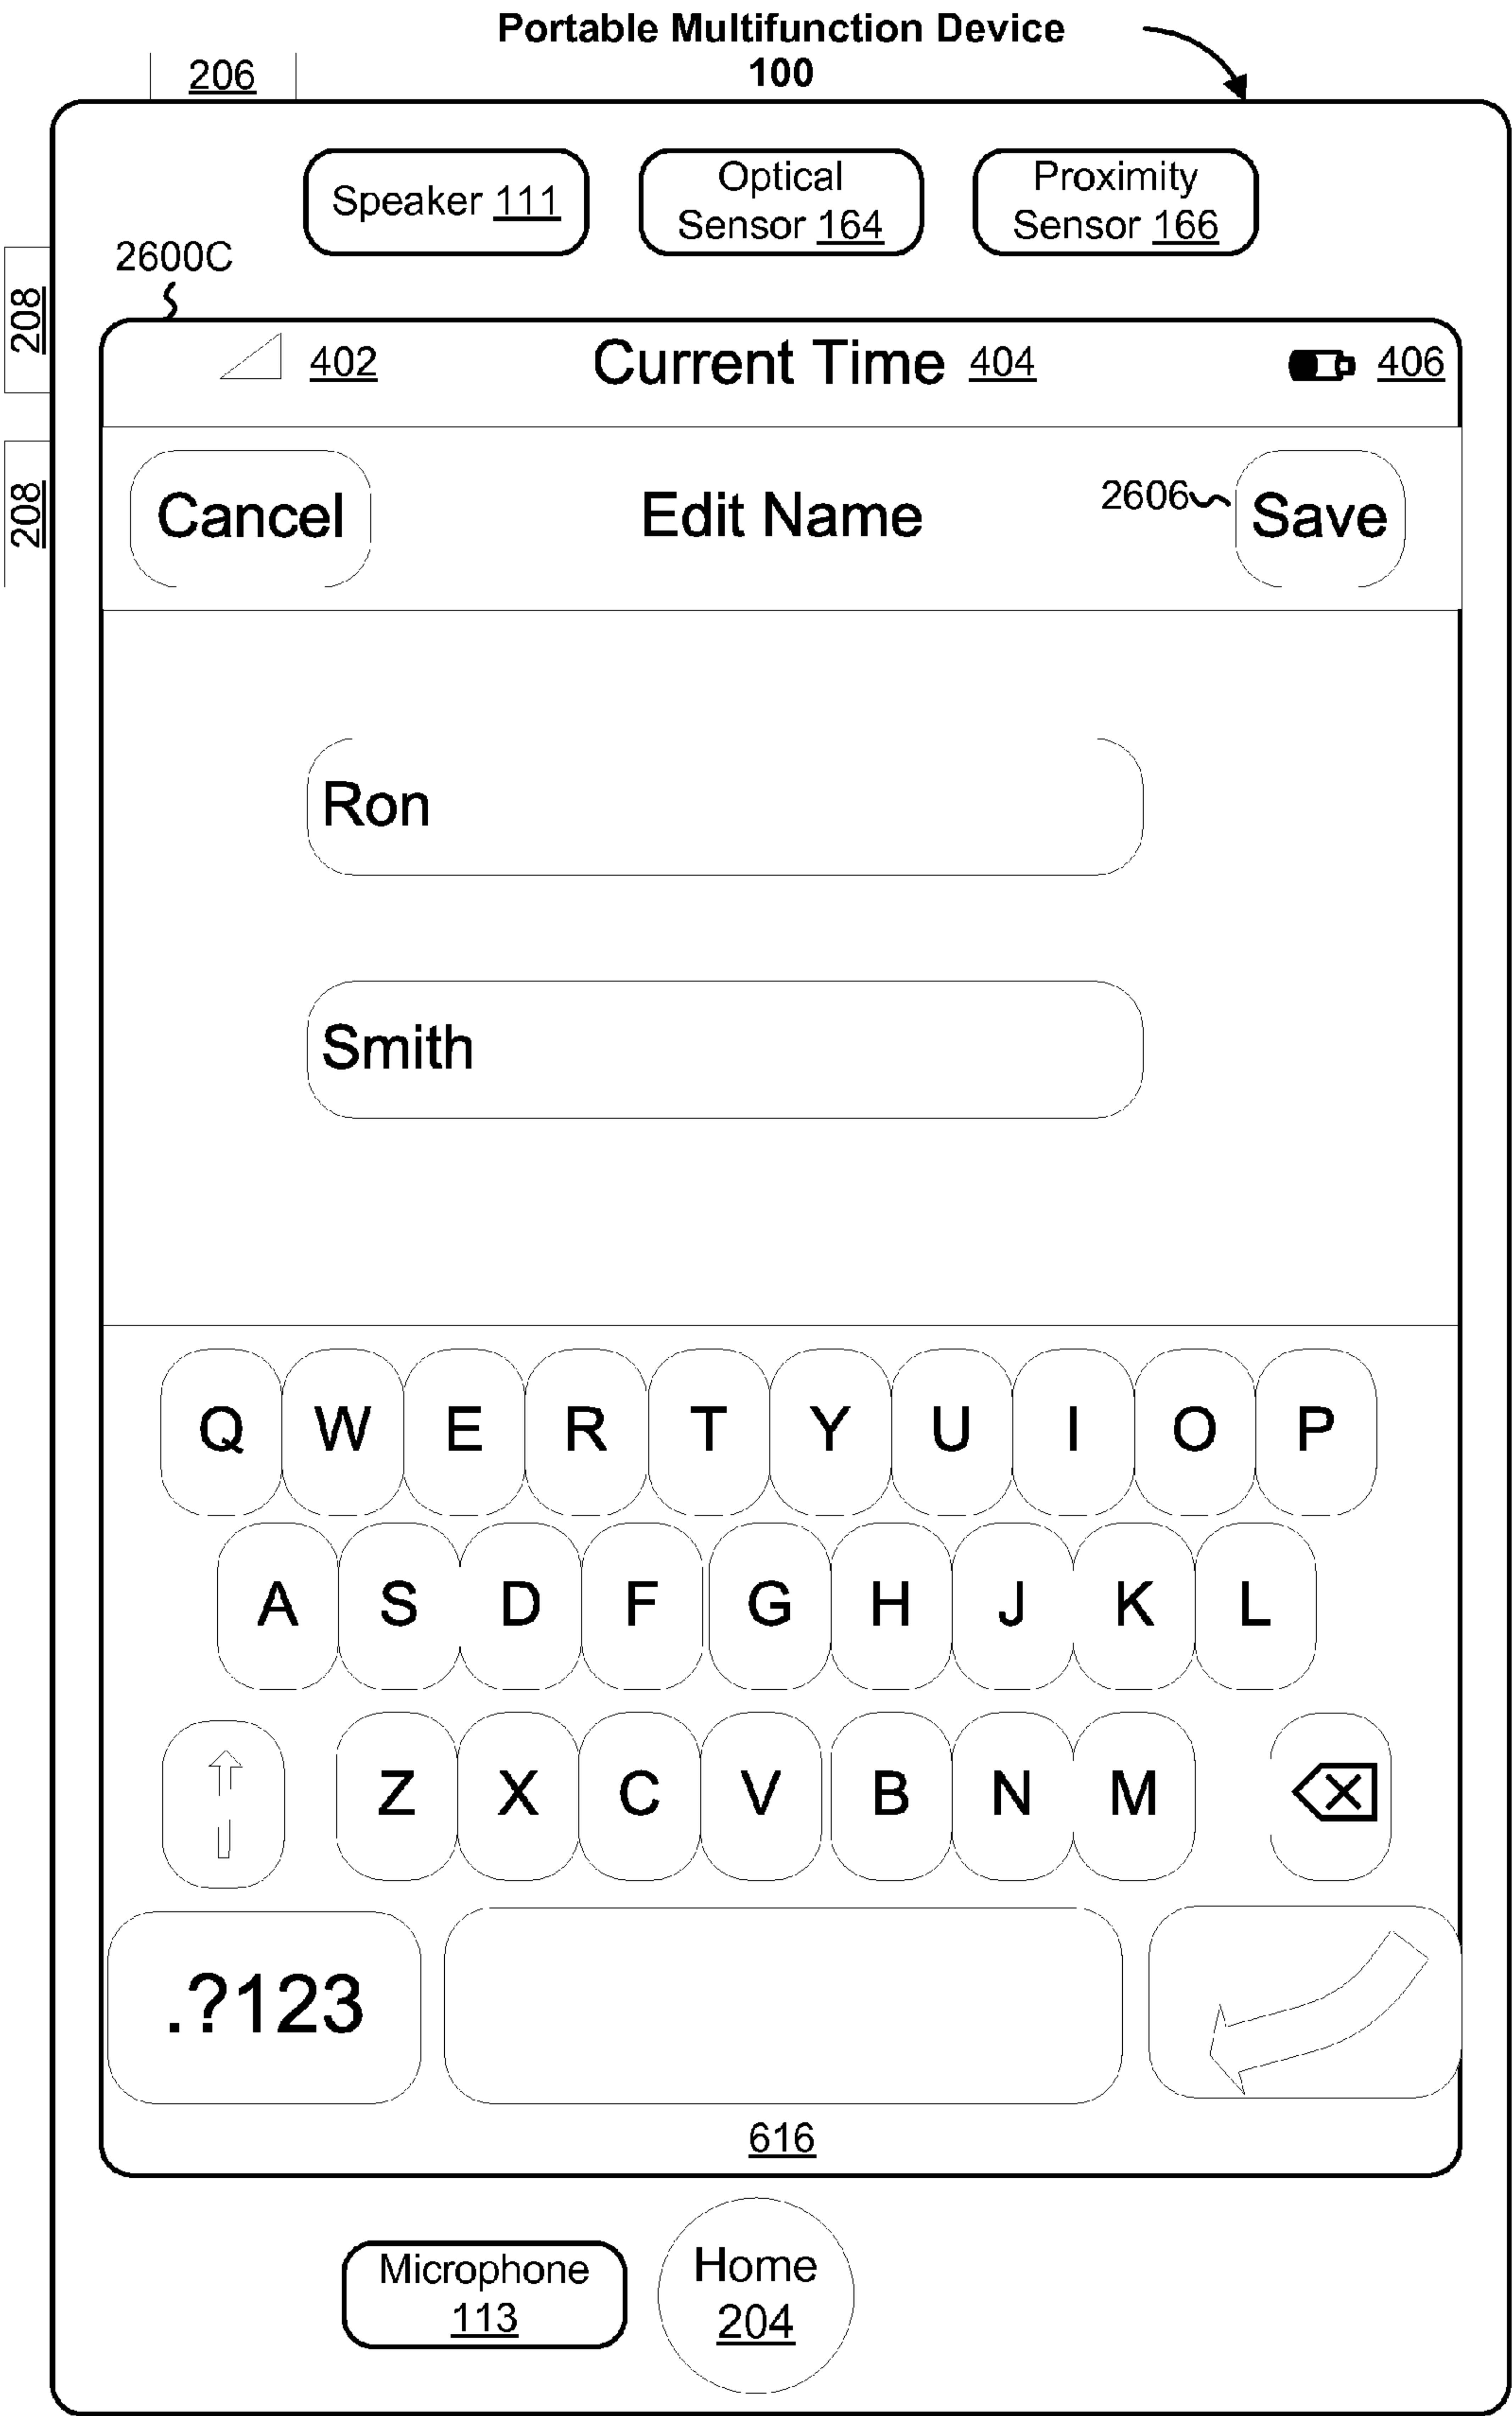 Portable Multifunction Device
100
206
Speaker 111
Optical
Sensor 164
Proximity
Sensor 166
2600C
208
402 Current Time 404 406
208
Cancel Edit Name 2606 Save
Ron
Smith
Q W E R T Y U I O P
A S D F G H J K L
Z X C V B N M
.?123
616
Microphone
113
Home
204